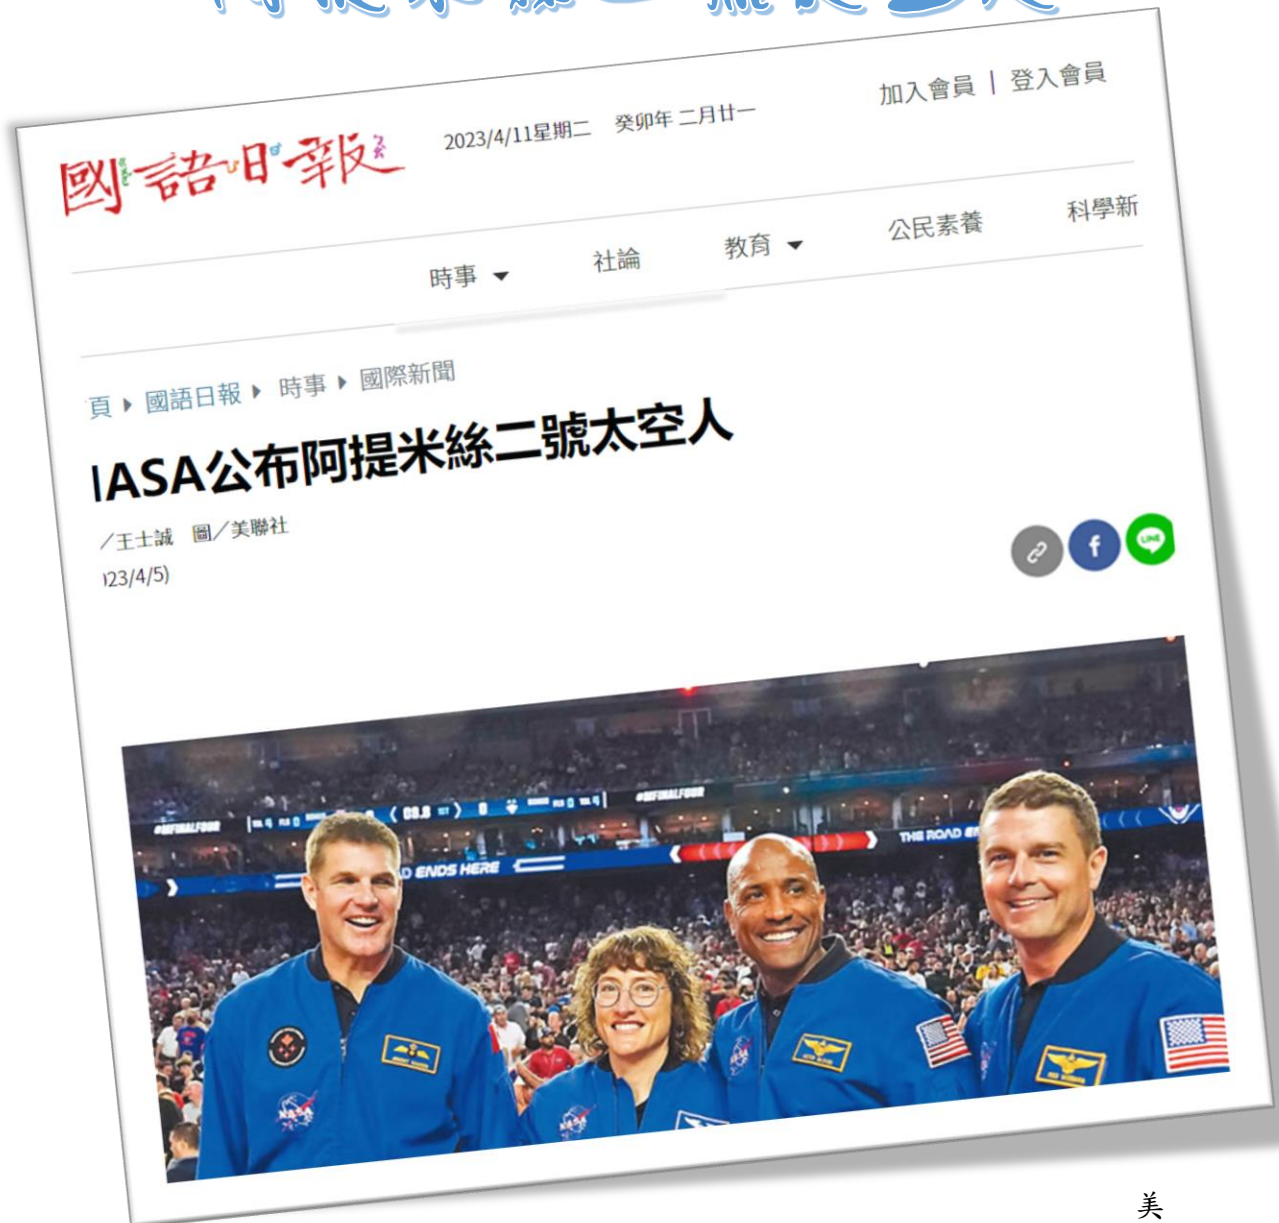 國語日報
2023/4/11星期二 癸卯年 二月廿一
加入會員 | 登入會員
時事 ▼ 社論 教育 ▼ 公民素養 科學新
頁 ▶ 國語日報 ▶ 時事 ▶ 國際新聞
ASA公布阿提米絲二號太空人
/王士誠 圖/美聯社
23/4/5)
LINE
#MFINALFOUR
#MFINALFOUR
ENDS HERE
THE ROAD
NASA
美